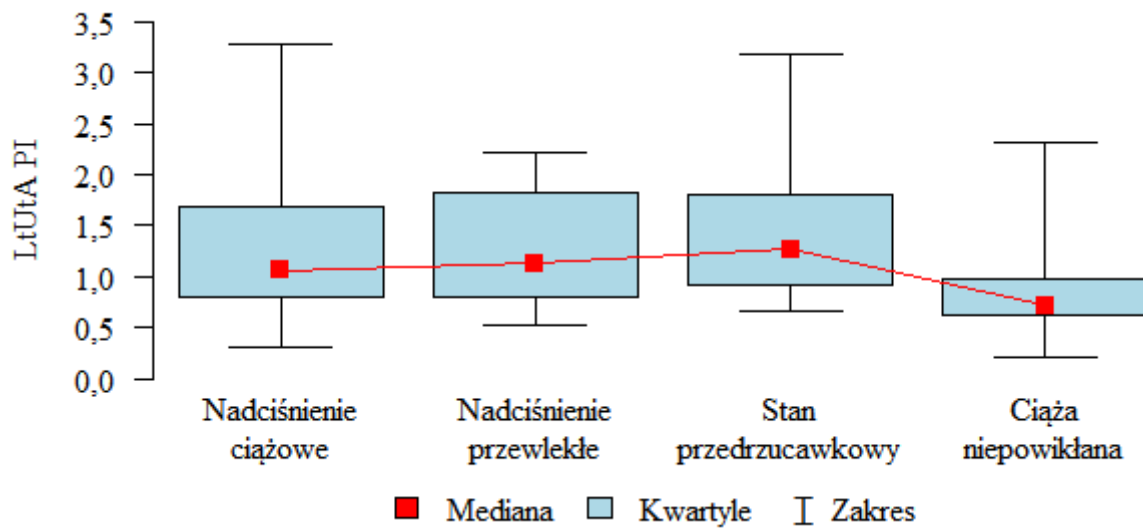 3,5
3,0
2,5
2,0
1,5
1,0
0,5
0,0
LtUtA PI
Nadciśnienie
ciążowe
Nadciśnienie
przewlekłe
Stan
przedrzucawkowy
Ciąża
niepowikłana
Mediana
Kwartyle
Zakres